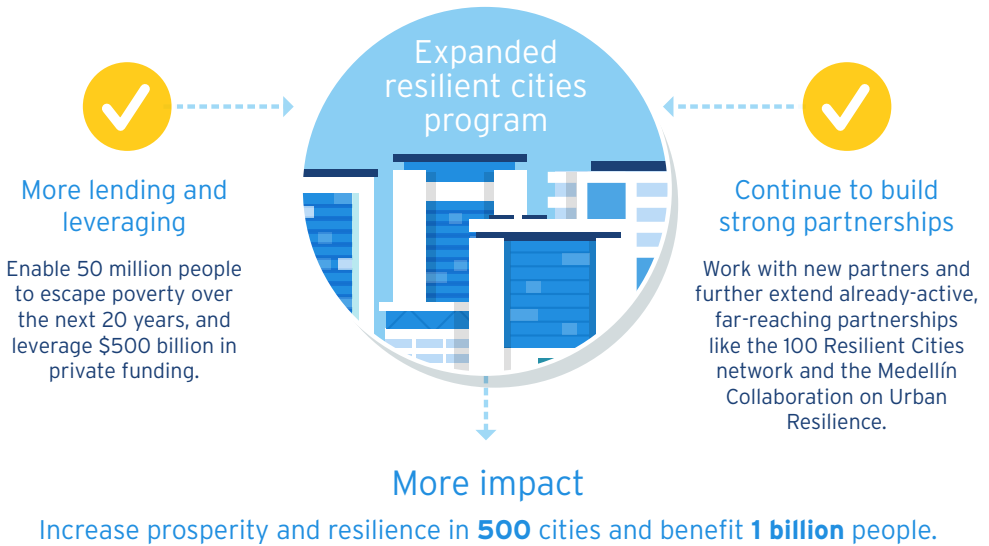 Expanded
resilient cities
program
More lending and
leveraging
Enable 50 million people
to escape poverty over
the next 20 years, and
leverage $500 billion in
private funding.
Continue to build
strong partnerships
Work with new partners and
further extend already-active,
far-reaching partnerships
like the 100 Resilient Cities
network and the Medellín
Collaboration on Urban
Resilience.
More impact
Increase prosperity and resilience in 500 cities and benefit 1 billion people.